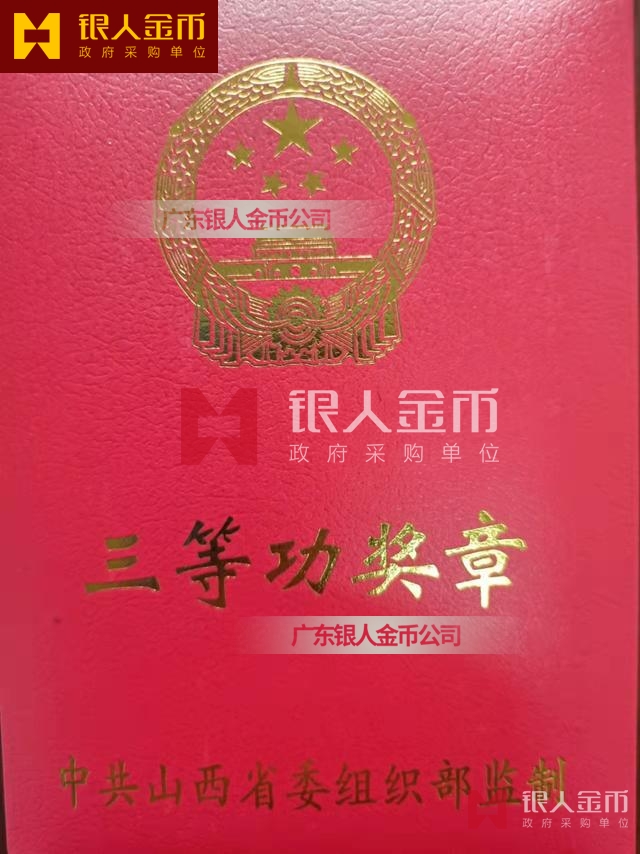 银人金币
政府采购单位
广东银人金币公司
银人金币
政府采购单位
三等功奖章
广东银人金币公司
中共山西省委组织部监制
银人金币
政府采购单位